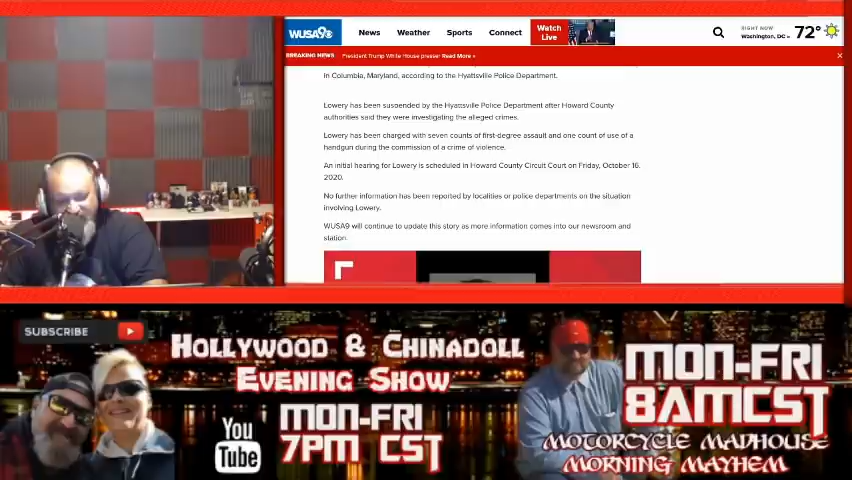 WUSA9
News
Weather
Sports
Connect
Watch
Live
RIGHT NOW
Washington, DC »
72°
BREAKING NEWS
President Trump White House presser Read More »
in Columbia, Maryland, according to the Hyattsville Police Department.
Lowery has been suspended by the Hyattsville Police Department after Howard County
authorities said they were investigating the alleged crimes.
Lowery has been charged with seven counts of first-degree assault and one count of use of a
handgun during the commission of a crime of violence.
An initial hearing for Lowery is scheduled in Howard County Circuit Court on Friday, October 16,
2020.
No further information has been reported by localities or police departments on the situation
involving Lowery.
WUSA9 will continue to update this story as more information comes into our newsroom and
station.
SUBSCRIBE
HOLLYWOOD & CHINADOLL
EVENING SHOW
You
Tube
MON-FRI
7PM CST
MON-FRI
8AMCST
MOTORCYCLE MADHOUSE
MORNING MAYHEM